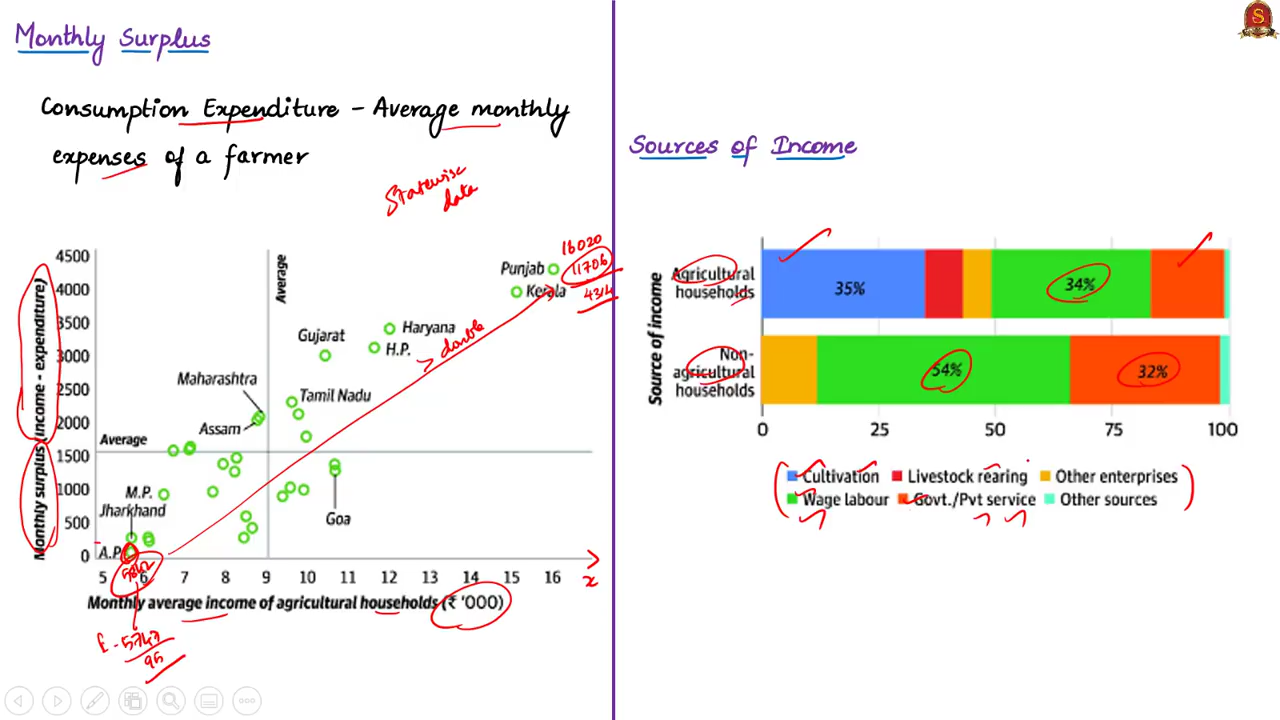 Monthly Surplus
Consumption Expenditure – Average monthly
expenses of a farmer
Statewise
data
Monthly surplus (income - expenditure)
4500
4000
3500
3000
2500
2000
1500
1000
500
0
Average
Average
Punjab
Kerala
Haryana
H.P.
Gujarat
Maharashtra
Tamil Nadu
Assam
M.P.
Jharkhand
A.P.
Goa
16020
11706
4314
> double
5 6 7 8 9 10 11 12 13 14 15 16
x
Monthly average income of agricultural households (₹ '000)
5842
E - 5747
95
Sources of Income
Source of income
Agricultural
households
35%
34%
Non-
agricultural
households
54%
32%
0 25 50 75 100
Cultivation Livestock rearing Other enterprises
Wage labour Govt./Pvt service Other sources
S